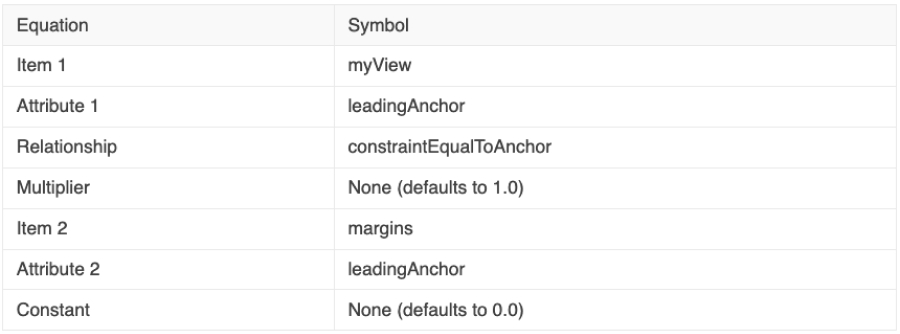 Equation Symbol
Item 1 myView
Attribute 1 leadingAnchor
Relationship constraintEqualToAnchor
Multiplier None (defaults to 1.0)
Item 2 margins
Attribute 2 leadingAnchor
Constant None (defaults to 0.0)